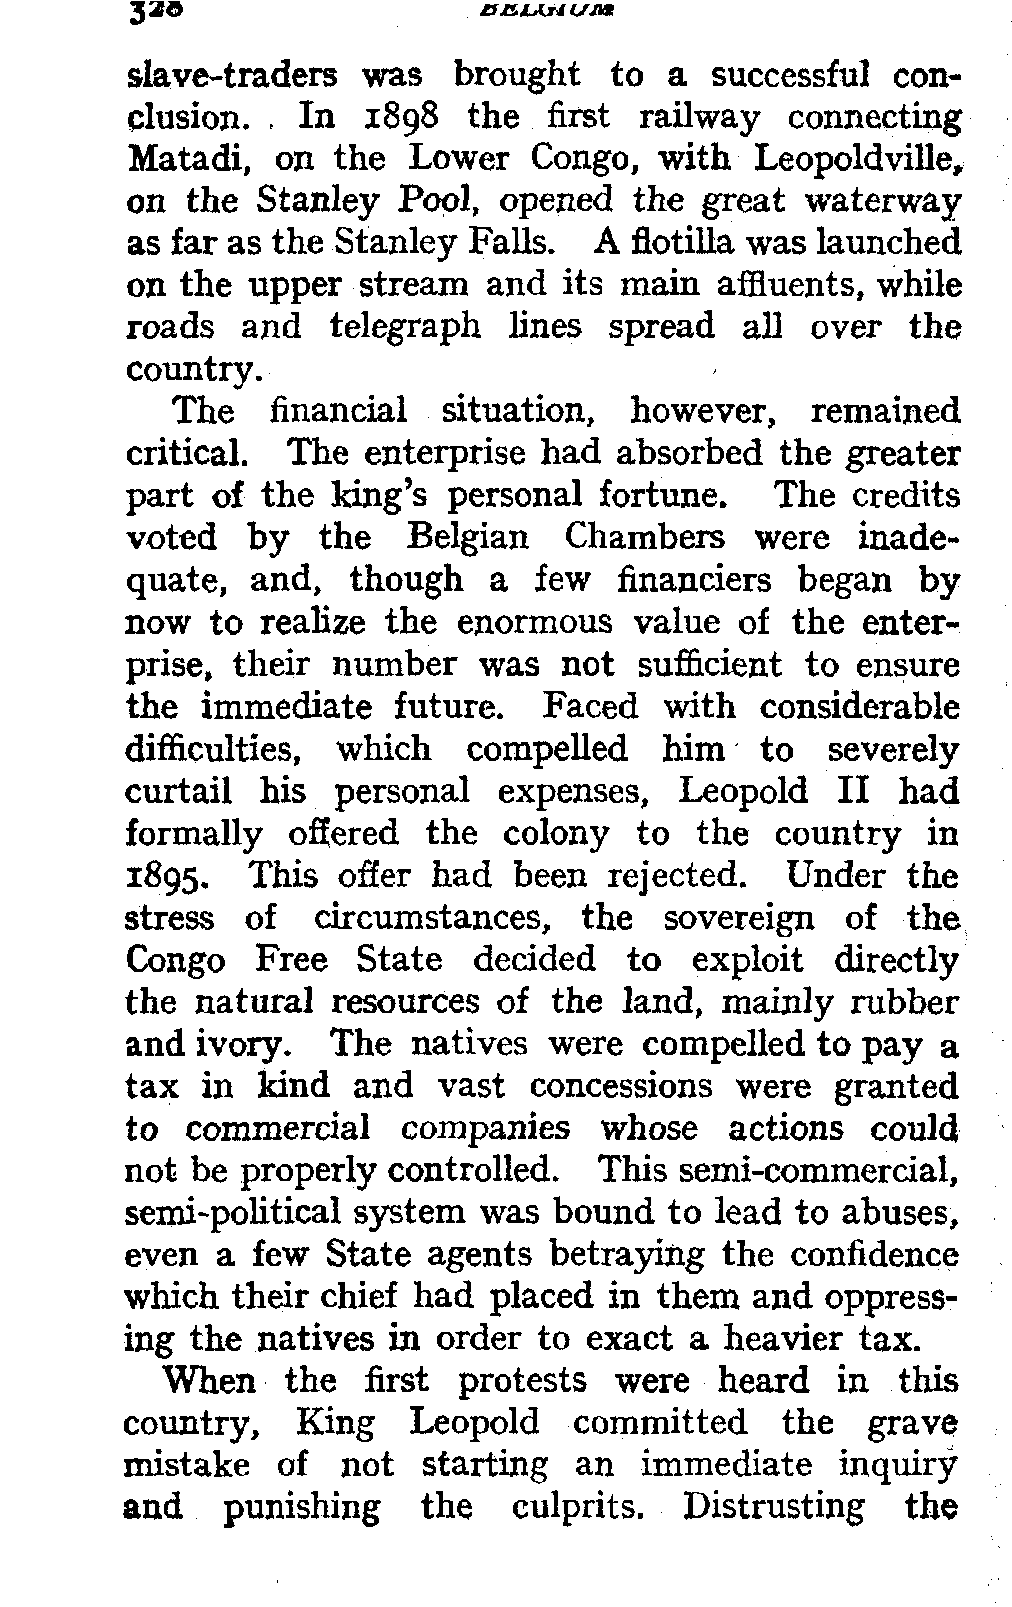 328 BELGIUM
slave-traders was brought to a successful con-
clusion. In 1898 the first railway connecting
Matadi, on the Lower Congo, with Leopoldville,
on the Stanley Pool, opened the great waterway
as far as the Stanley Falls. A flotilla was launched
on the upper stream and its main affluents, while
roads and telegraph lines spread all over the
country.
The financial situation, however, remained
critical. The enterprise had absorbed the greater
part of the king's personal fortune. The credits
voted by the Belgian Chambers were inade-
quate, and, though a few financiers began by
now to realize the enormous value of the enter-
prise, their number was not sufficient to ensure
the immediate future. Faced with considerable
difficulties, which compelled him to severely
curtail his personal expenses, Leopold II had
formally offered the colony to the country in
1895. This offer had been rejected. Under the
stress of circumstances, the sovereign of the
Congo Free State decided to exploit directly
the natural resources of the land, mainly rubber
and ivory. The natives were compelled to pay a
tax in kind and vast concessions were granted
to commercial companies whose actions could
not be properly controlled. This semi-commercial,
semi-political system was bound to lead to abuses,
even a few State agents betraying the confidence
which their chief had placed in them and oppress-
ing the natives in order to exact a heavier tax.
When the first protests were heard in this
country, King Leopold committed the grave
mistake of not starting an immediate inquiry
and punishing the culprits. Distrusting the